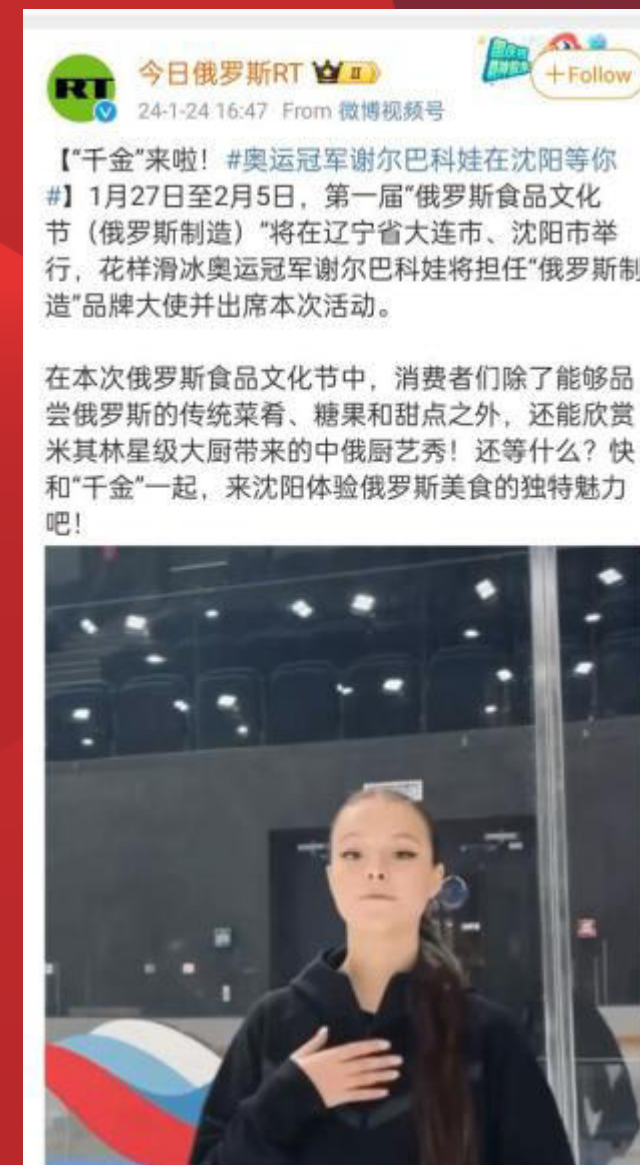 RT
今日俄罗斯RT
II
+Follow
24-1-24 16:47 From 微博视频号
【“千金”来啦！#奥运冠军谢尔巴科娃在沈阳等你
#】1月27日至2月5日，第一届“俄罗斯食品文化
节（俄罗斯制造）”将在辽宁省大连市、沈阳市举
行，花样滑冰奥运冠军谢尔巴科娃将担任“俄罗斯制
造”品牌大使并出席本次活动。
在本次俄罗斯食品文化节中，消费者们除了能够品
尝俄罗斯的传统菜肴、糖果和甜点之外，还能欣赏
米其林星级大厨带来的中俄厨艺秀！还等什么？快
和“千金”一起，来沈阳体验俄罗斯美食的独特魅力
吧！